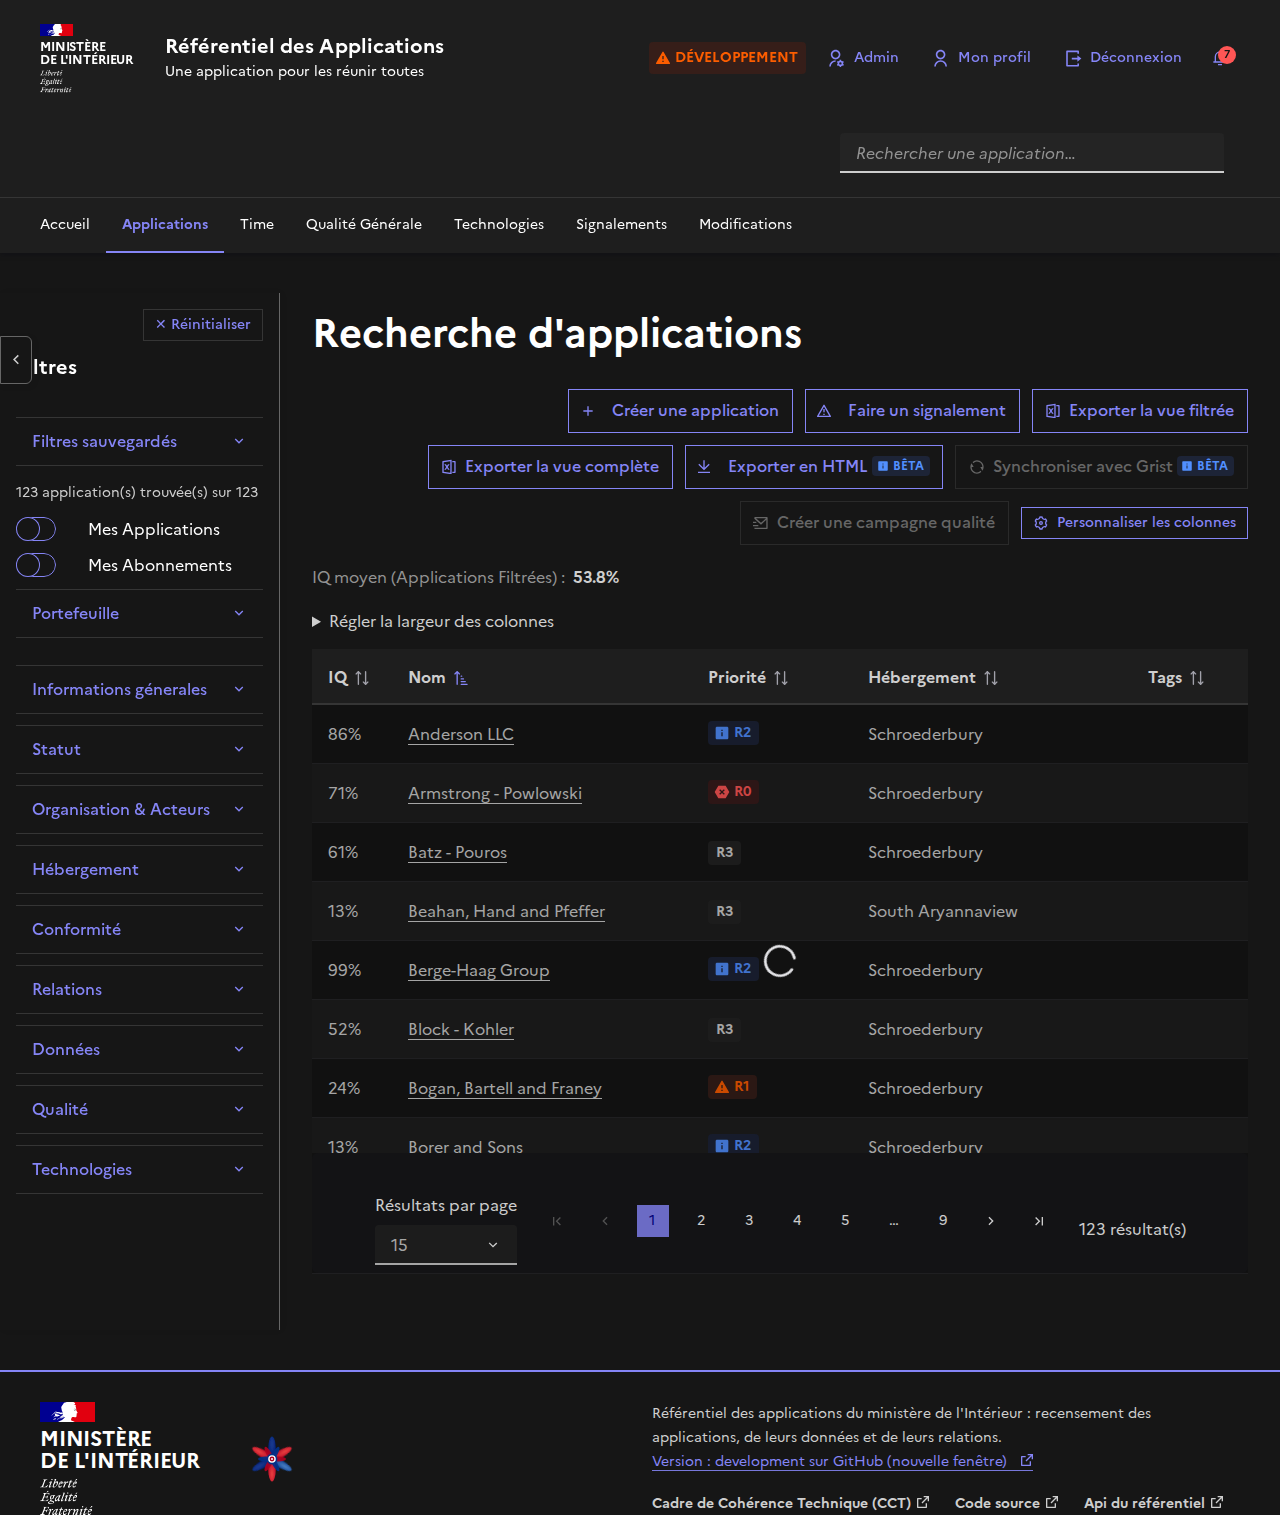 MINISTÈRE
DE L'INTÉRIEUR
Liberté
Égalité
Fraternité
Référentiel des Applications
Une application pour les réunir toutes
DÉVELOPPEMENT
Admin
Mon profil
Déconnexion
7
Rechercher une application...
Accueil
Applications
Time
Qualité Générale
Technologies
Signalements
Modifications
Réinitialiser
ltres
Filtres sauvegardés
123 application(s) trouvée(s) sur 123
Mes Applications
Mes Abonnements
Portefeuille
Informations génerales
Statut
Organisation & Acteurs
Hébergement
Conformité
Relations
Données
Qualité
Technologies
Recherche d'applications
Créer une application
Faire un signalement
Exporter la vue filtrée
Exporter la vue complète
Exporter en HTML BÊTA
Synchroniser avec Grist BÊTA
Créer une campagne qualité
Personnaliser les colonnes
IQ moyen (Applications Filtrées) : 53.8%
Régler la largeur des colonnes
IQ Nom Priorité Hébergement Tags
86% Anderson LLC R2 Schroederbury
71% Armstrong - Powlowski R0 Schroederbury
61% Batz - Pouros R3 Schroederbury
13% Beahan, Hand and Pfeffer R3 South Aryannaview
99% Berge-Haag Group R2 Schroederbury
52% Block - Kohler R3 Schroederbury
24% Bogan, Bartell and Franey R1 Schroederbury
13% Borer and Sons R2 Schroederbury
Résultats par page
15
1 2 3 4 5 … 9
123 résultat(s)
MINISTÈRE
DE L'INTÉRIEUR
Liberté
Égalité
Fraternité
Référentiel des applications du ministère de l'Intérieur : recensement des
applications, de leurs données et de leurs relations.
Version : development sur GitHub (nouvelle fenêtre)
Cadre de Cohérence Technique (CCT)
Code source
Api du référentiel